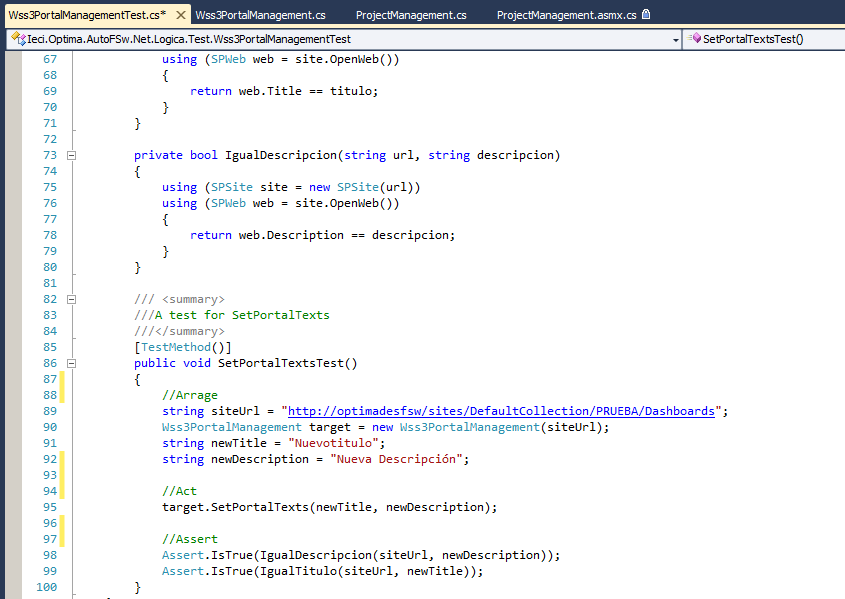 Wss3PortalManagementTest.cs* Wss3PortalManagement.cs ProjectManagement.cs ProjectManagement.asmx.cs
Ieci.Optima.AutoFSw.Net.Logica.Test.Wss3PortalManagementTest SetPortalTextsTest()
67 using (SPWeb web = site.OpenWeb())
68 {
69 return web.Title == titulo;
70 }
71 }
72
73 private bool IgualDescripcion(string url, string descripcion)
74 {
75 using (SPSite site = new SPSite(url))
76 using (SPWeb web = site.OpenWeb())
77 {
78 return web.Description == descripcion;
79 }
80 }
81
82 /// <summary>
83 ///A test for SetPortalTexts
84 ///</summary>
85 [TestMethod()]
86 public void SetPortalTextsTest()
87 {
88 //Arrage
89 string siteUrl = "http://optimadesfsw/sites/DefaultCollection/PRUEBA/Dashboards";
90 Wss3PortalManagement target = new Wss3PortalManagement(siteUrl);
91 string newTitle = "Nuevotitulo";
92 string newDescription = "Nueva Descripción";
93
94 //Act
95 target.SetPortalTexts(newTitle, newDescription);
96
97 //Assert
98 Assert.IsTrue(IgualDescripcion(siteUrl, newDescription));
99 Assert.IsTrue(IgualTitulo(siteUrl, newTitle));
100 }